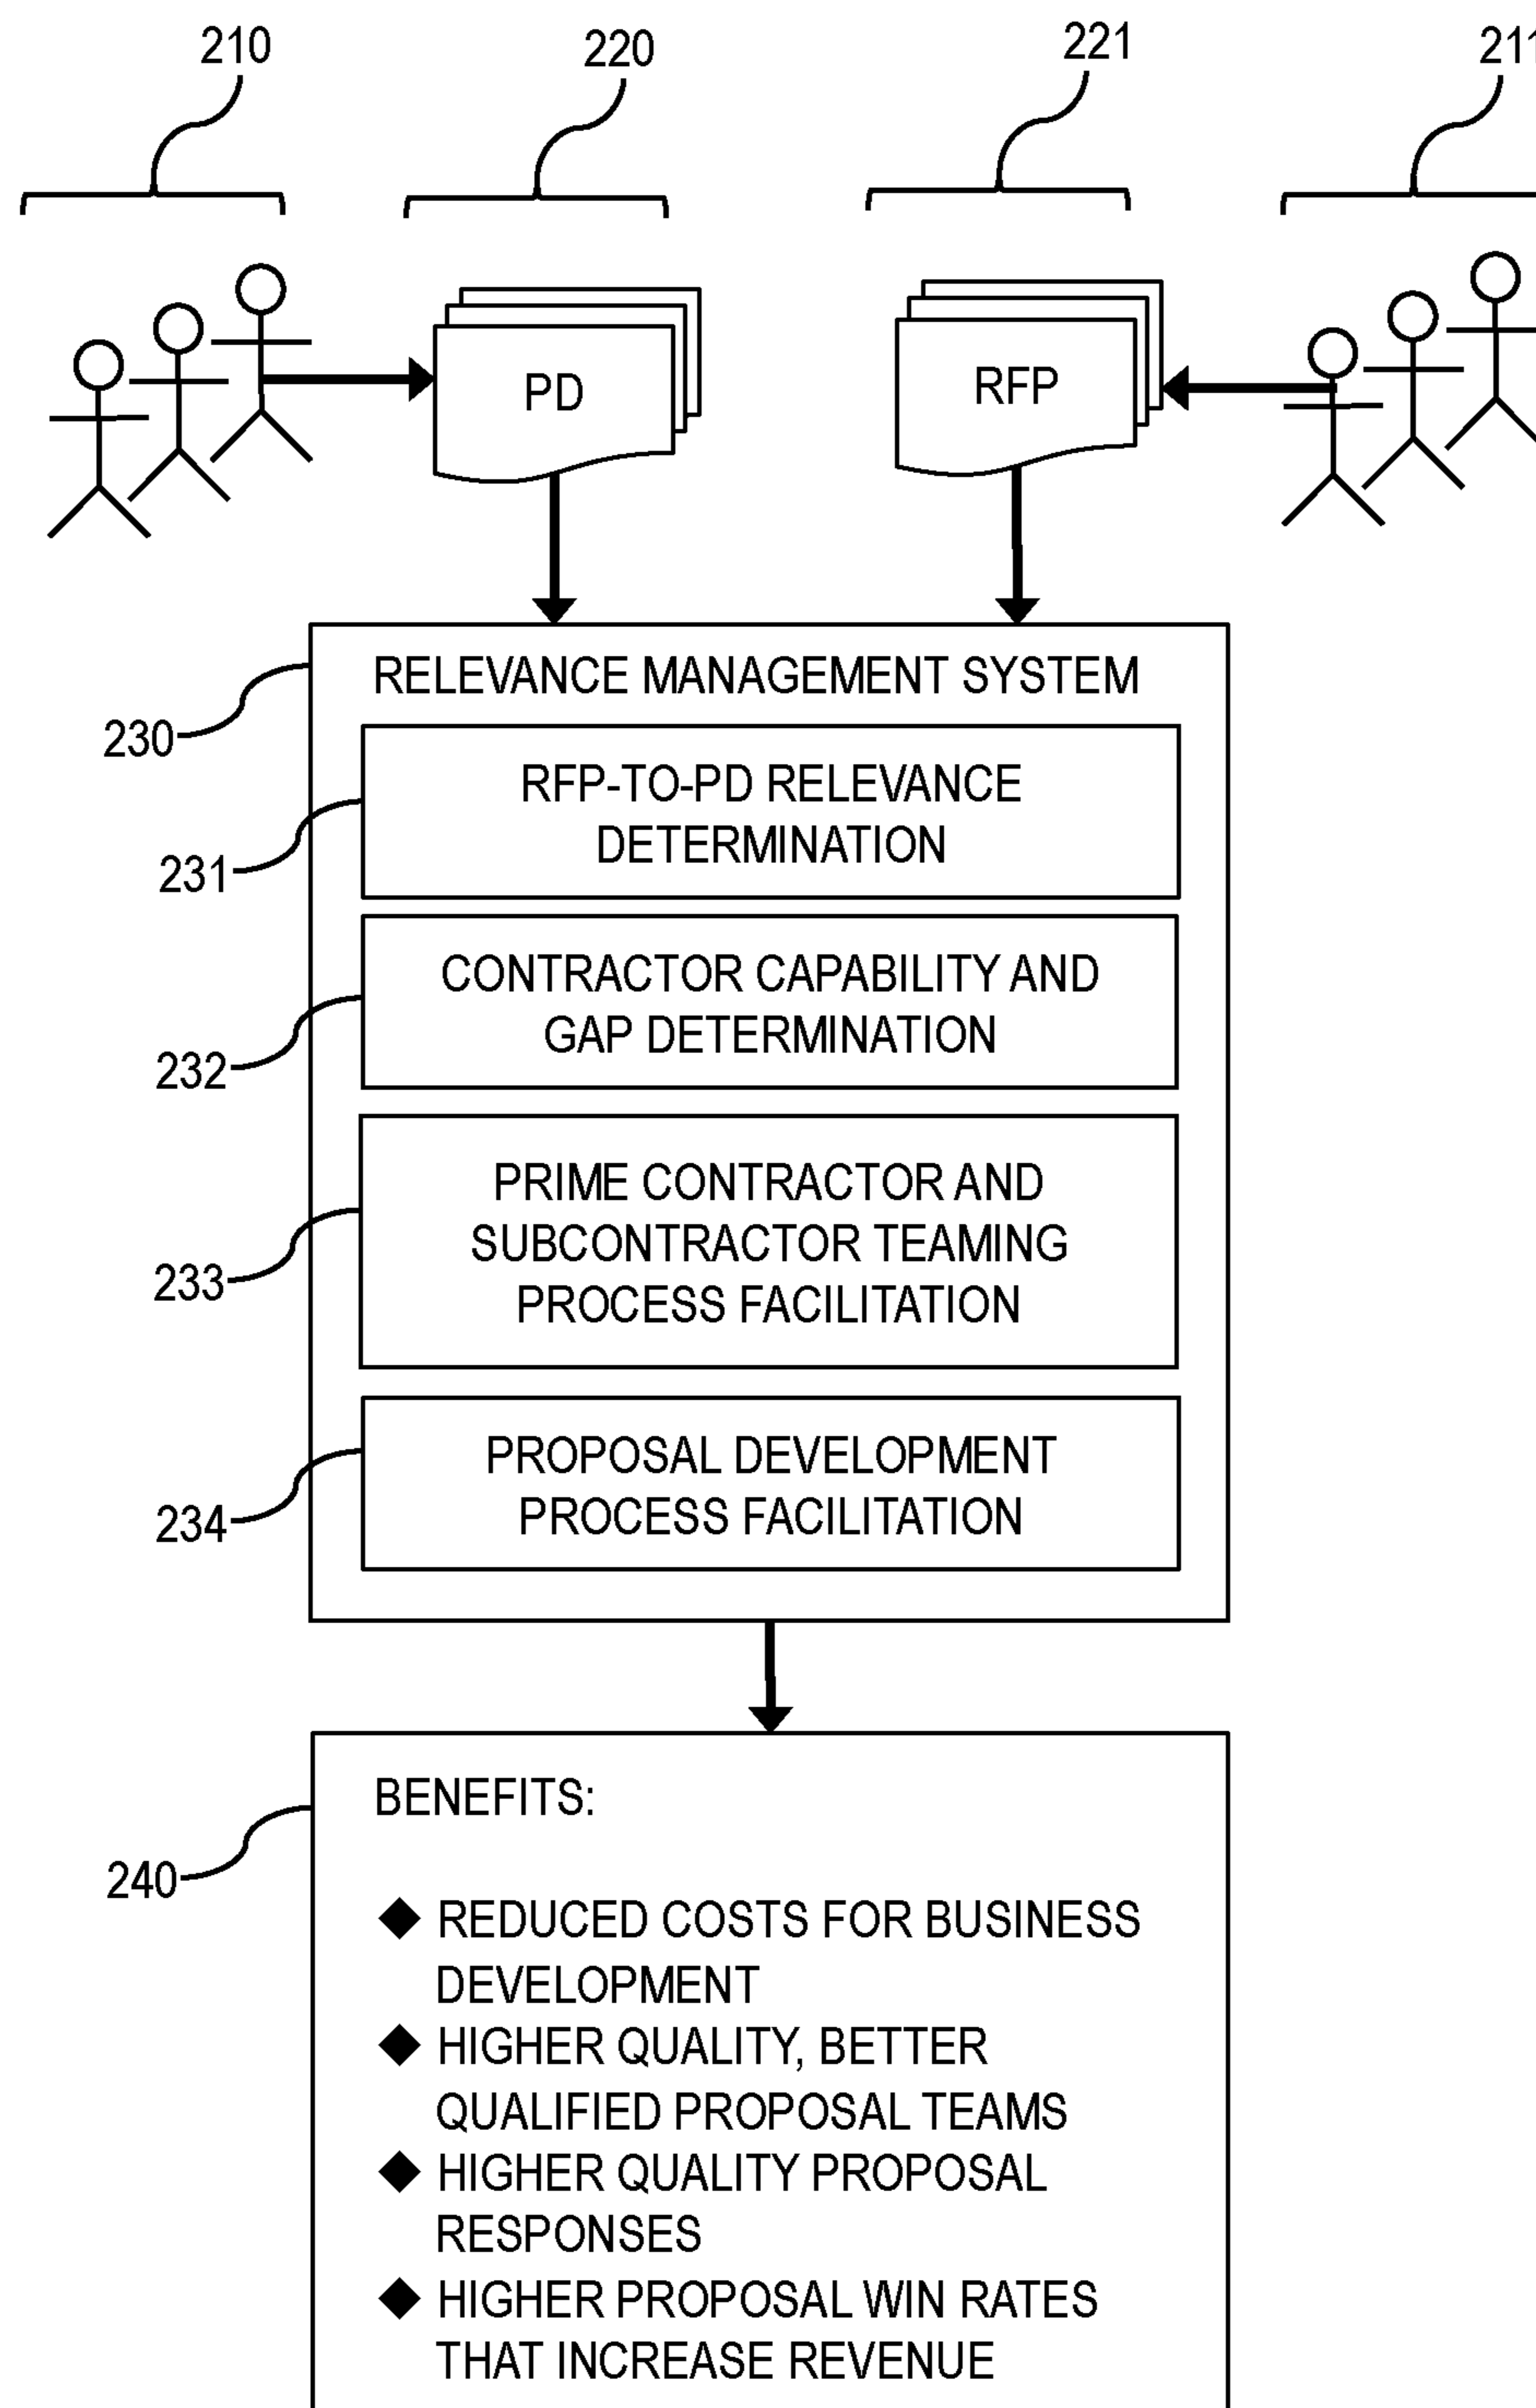 210
220
221
211
PD
RFP
RELEVANCE MANAGEMENT SYSTEM
230
RFP-TO-PD RELEVANCE
DETERMINATION
231
CONTRACTOR CAPABILITY AND
GAP DETERMINATION
232
PRIME CONTRACTOR AND
SUBCONTRACTOR TEAMING
PROCESS FACILITATION
233
PROPOSAL DEVELOPMENT
PROCESS FACILITATION
234
BENEFITS:
240
◆ REDUCED COSTS FOR BUSINESS
DEVELOPMENT
◆ HIGHER QUALITY, BETTER
QUALIFIED PROPOSAL TEAMS
◆ HIGHER QUALITY PROPOSAL
RESPONSES
◆ HIGHER PROPOSAL WIN RATES
THAT INCREASE REVENUE